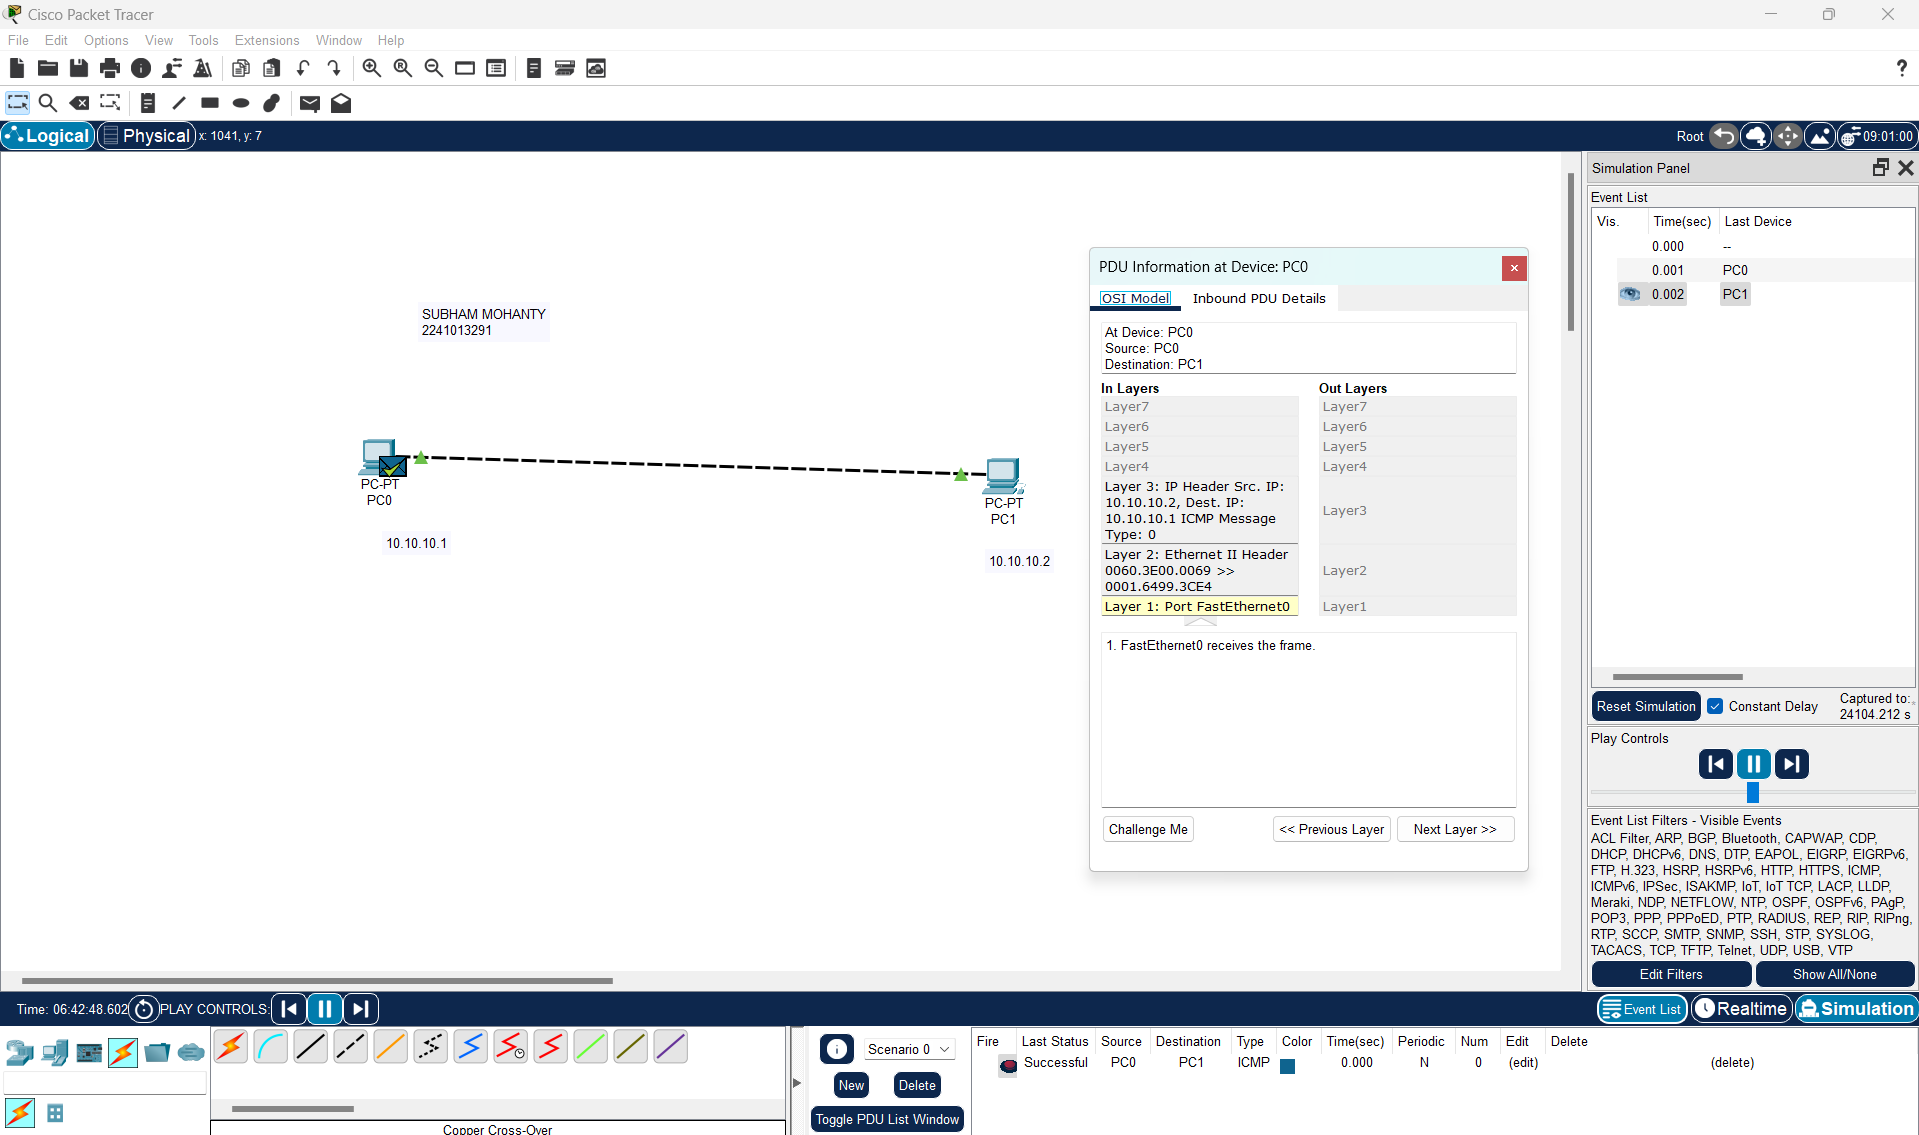 Cisco Packet Tracer
File Edit Options View Tools Extensions Window Help
?
Logical Physical x: 1041, y: 7 Root 09:01:00
SUBHAM MOHANTY
2241013291
PC-PT
PC0
10.10.10.1
PC-PT
PC1
10.10.10.2
PDU Information at Device: PC0
OSI Model Inbound PDU Details
At Device: PC0
Source: PC0
Destination: PC1
In Layers Out Layers
Layer7 Layer7
Layer6 Layer6
Layer5 Layer5
Layer4 Layer4
Layer 3: IP Header Src. IP:
10.10.10.2, Dest. IP:
10.10.10.1 ICMP Message
Type: 0
Layer3
Layer 2: Ethernet II Header
0060.3E00.0069 >>
0001.6499.3CE4
Layer2
Layer 1: Port FastEthernet0 Layer1
1. FastEthernet0 receives the frame.
Challenge Me << Previous Layer Next Layer >>
Simulation Panel
Event List
Vis. Time(sec) Last Device
0.000 --
0.001 PC0
0.002 PC1
Reset Simulation Constant Delay
Captured to:
24104.212 s
Play Controls
Event List Filters - Visible Events
ACL Filter, ARP, BGP, Bluetooth, CAPWAP, CDP,
DHCP, DHCPv6, DNS, DTP, EAPOL, EIGRP, EIGRPv6,
FTP, H.323, HSRP, HSRPv6, HTTP, HTTPS, ICMP,
ICMPv6, IPSec, ISAKMP, IoT, IoT TCP, LACP, LLDP,
Meraki, NDP, NETFLOW, NTP, OSPF, OSPFv6, PAgP,
POP3, PPP, PPPoED, PTP, RADIUS, REP, RIP, RIPng,
RTP, SCCP, SMTP, SNMP, SSH, STP, SYSLOG,
TACACS, TCP, TFTP, Telnet, UDP, USB, VTP
Edit Filters Show All/None
Time: 06:42:48.602 PLAY CONTROLS:
Event List Realtime Simulation
Scenario 0
New Delete
Toggle PDU List Window
Fire Last Status Source Destination Type Color Time(sec) Periodic Num Edit Delete
Successful PC0 PC1 ICMP 0.000 N 0 (edit) (delete)
Copper Cross-Over